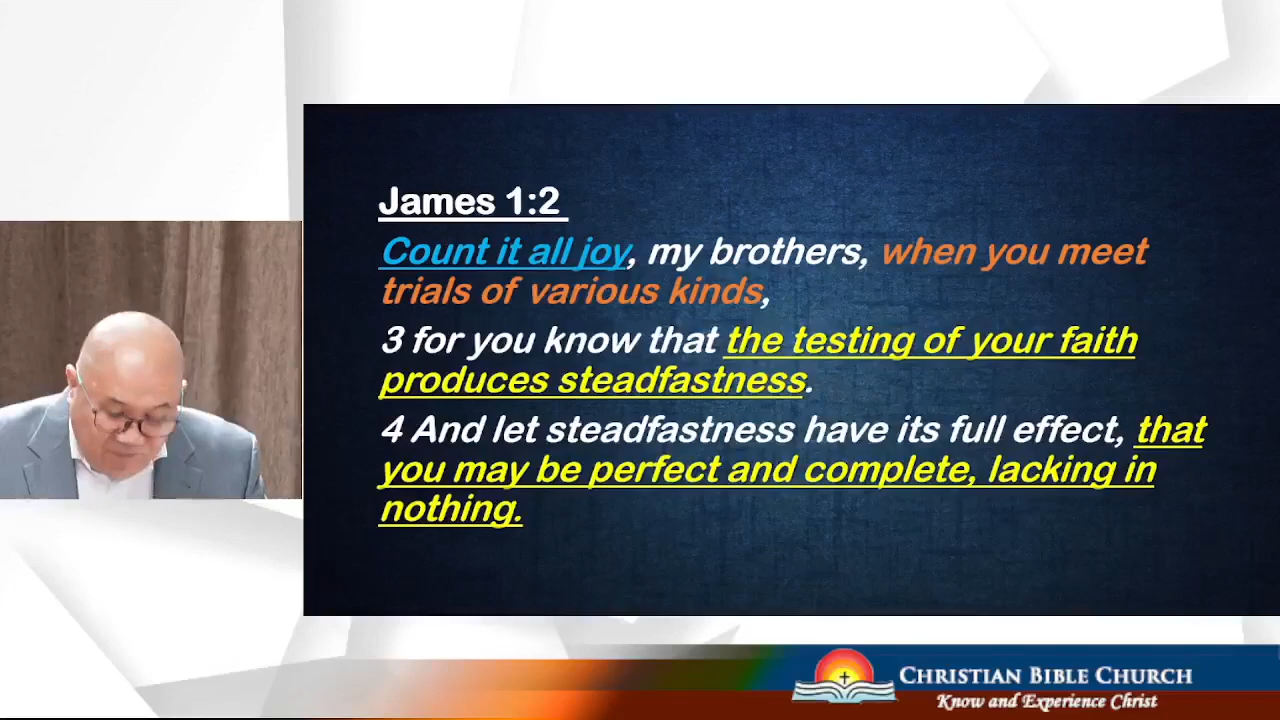 James 1:2
Count it all joy, my brothers, when you meet
trials of various kinds,
3 for you know that the testing of your faith
produces steadfastness.
4 And let steadfastness have its full effect, that
you may be perfect and complete, lacking in
nothing.
CHRISTIAN BIBLE CHURCH
Know and Experience Christ